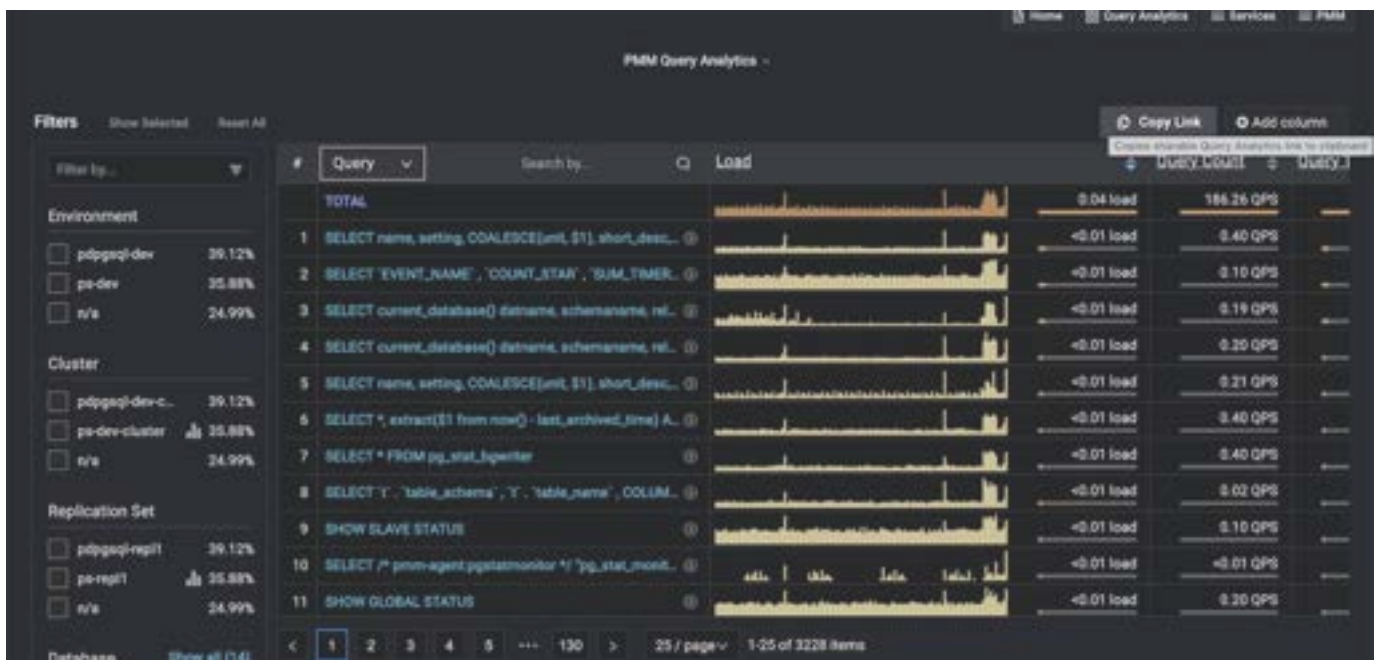 Home Query Analytics Services PMM
PMM Query Analytics
Filters Show Selected Reset All
Copy Link Add column
Copies sharable Query Analytics link to clipboard
Filter by...
# Query Search by... Load Query Count Query
TOTAL 0.04 load 186.26 QPS
1 SELECT name, setting, COALESCE(unit, $1), short_desc,... <0.01 load 0.40 QPS
2 SELECT `EVENT_NAME` , `COUNT_STAR` , `SUM_TIMER... <0.01 load 0.10 QPS
3 SELECT current_database() datname, schemaname, rel... <0.01 load 0.19 QPS
4 SELECT current_database() datname, schemaname, rel... <0.01 load 0.20 QPS
5 SELECT name, setting, COALESCE(unit, $1), short_desc,... <0.01 load 0.21 QPS
6 SELECT *, extract($1 from now() - last_archived_time) A... <0.01 load 0.40 QPS
7 SELECT * FROM pg_stat_bgwriter <0.01 load 0.40 QPS
8 SELECT `t` . `table_schema` , `t` . `table_name` , COLUM... <0.01 load 0.02 QPS
9 SHOW SLAVE STATUS <0.01 load 0.10 QPS
10 SELECT /* pmm-agent:pgstatmonitor */ "pg_stat_monit... <0.01 load <0.01 QPS
11 SHOW GLOBAL STATUS <0.01 load 0.20 QPS
Environment
pdpgsql-dev 39.12%
ps-dev 35.88%
n/a 24.99%
Cluster
pdpgsql-dev-c... 39.12%
ps-dev-cluster 35.88%
n/a 24.99%
Replication Set
pdpgsql-repl1 39.12%
ps-repl1 35.88%
n/a 24.99%
Database Show all (14)
< 1 2 3 4 5 ••• 130 > 25 / page 1-25 of 3228 items